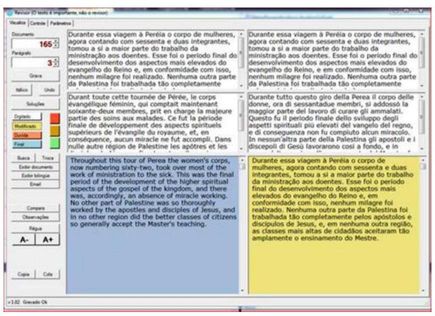 Revisor (O texto é importante, não o revisor)
Visualiza Controla Parâmetros
Documento
165
Parágrafo
3
Grava
Itálico Undo
Soluções
Digitado
Modificado
Dúvida
Final
Busca Troca
Exibir documento
Exibir bilíngue
Email
Compara
Observações
Régua
A- A+
Copia Cola
Gravado Ok
Durante essa viagem à Peréia o corpo de mulheres,
agora contando com sessenta e duas integrantes,
tomou a si a maior parte do trabalho da
ministração aos doentes. Esse foi o período final do
desenvolvimento dos aspectos mais elevados do
evangelho do Reino e, em conformidade com isso,
nenhum milagre foi realizado. Nenhuma outra parte
da Palestina foi trabalhada tão completamente
Durante essa viagem à Peréia o corpo de
mulheres, agora contando com sessenta e duas
integrantes, tomou a si a maior parte do trabalho
da ministração aos doentes. Esse foi o período
final de desenvolvimento dos aspectos mais
elevados do evangelho do Reino, e, em
conformidade com isso, nenhum milagre foi
realizado. Nenhuma outra parte da Palestina foi
Durant toute cette tournée de Pérée, le corps
évangélique féminin, qui comptait maintenant
soixante-deux membres, prit en charge la majeure
partie des soins aux malades. Ce fut la période
finale de développement des aspects spirituels
supérieurs de l'évangile du royaume, et, en
conséquence, aucun miracle ne fut accompli. Dans
nulle autre région de Palestine les apôtres et les
Durante tutto questo giro della Perea il corpo delle
donne, ora di sessantadue membri, si addossò la
maggior parte del lavoro di curare gli ammalati.
Questo fu il periodo finale dello sviluppo degli
aspetti spirituali più elevati del vangelo del regno,
di conseguenza non fu compiuto alcun miracolo.
In nessun'altra parte della Palestina gli apostoli e i
discepoli di Gesù lavorarono così a fondo, e in
Throughout this tour of Perea the women's corps,
now numbering sixty-two, took over most of the
work of ministration to the sick. This was the final
period of the development of the higher spiritual
aspects of the gospel of the kingdom, and there
was, accordingly, an absence of miracle working.
No other part of Palestine was so thoroughly
worked by the apostles and disciples of Jesus, and
in no other region did the better classes of citizens
so generally accept the Master's teaching.
Durante essa viagem à Peréia o corpo de
mulheres, agora contando com sessenta e duas
integrantes, tomou a si a maior parte do trabalho
da ministração aos doentes. Esse foi o período
final do desenvolvimento dos aspectos mais
elevados do evangelho do Reino e, em
conformidade com isso, nenhum milagre foi
realizado. Nenhuma outra parte da Palestina foi
trabalhada tão completamente pelos apóstolos e
discípulos de Jesus, e, em nenhuma outra região,
as classes mais altas de cidadãos aceitaram tão
amplamente o ensinamento do Mestre.